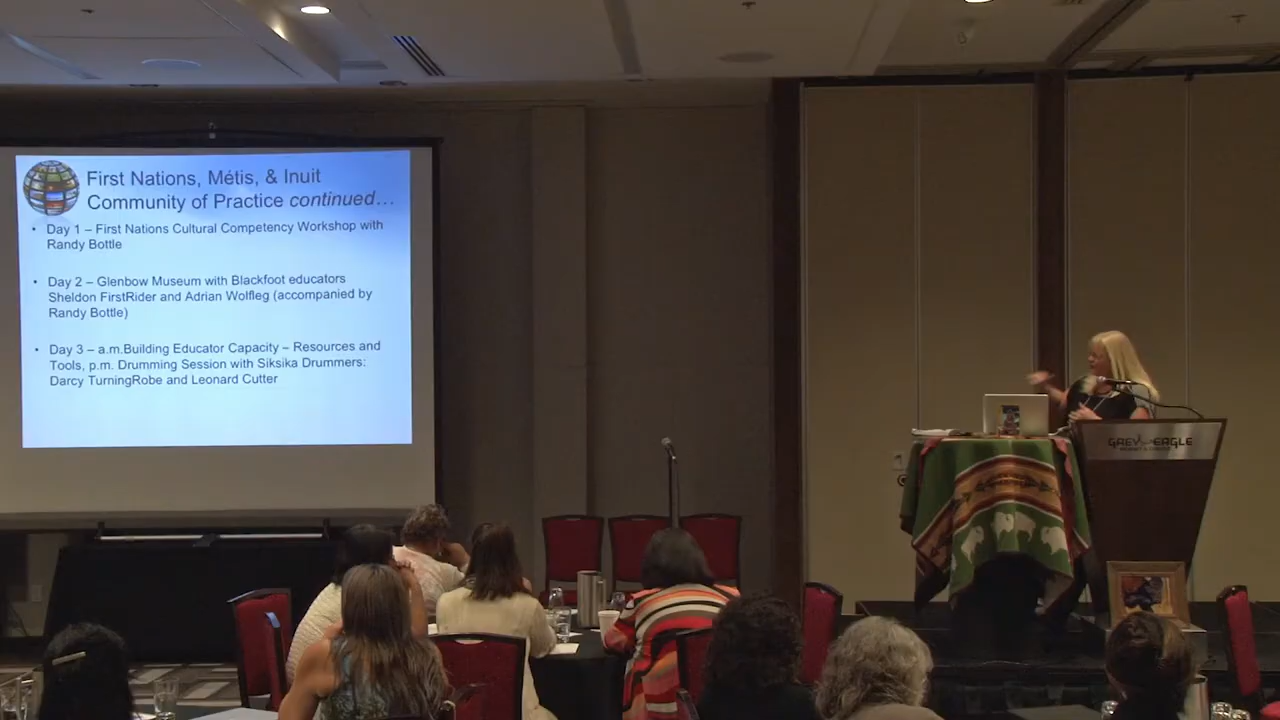 First Nations, Métis, & Inuit
Community of Practice continued…
• Day 1 – First Nations Cultural Competency Workshop with
Randy Bottle
• Day 2 – Glenbow Museum with Blackfoot educators
Sheldon FirstRider and Adrian Wolfleg (accompanied by
Randy Bottle)
• Day 3 – a.m.Building Educator Capacity – Resources and
Tools, p.m. Drumming Session with Siksika Drummers:
Darcy TurningRobe and Leonard Cutter
GREY EAGLE